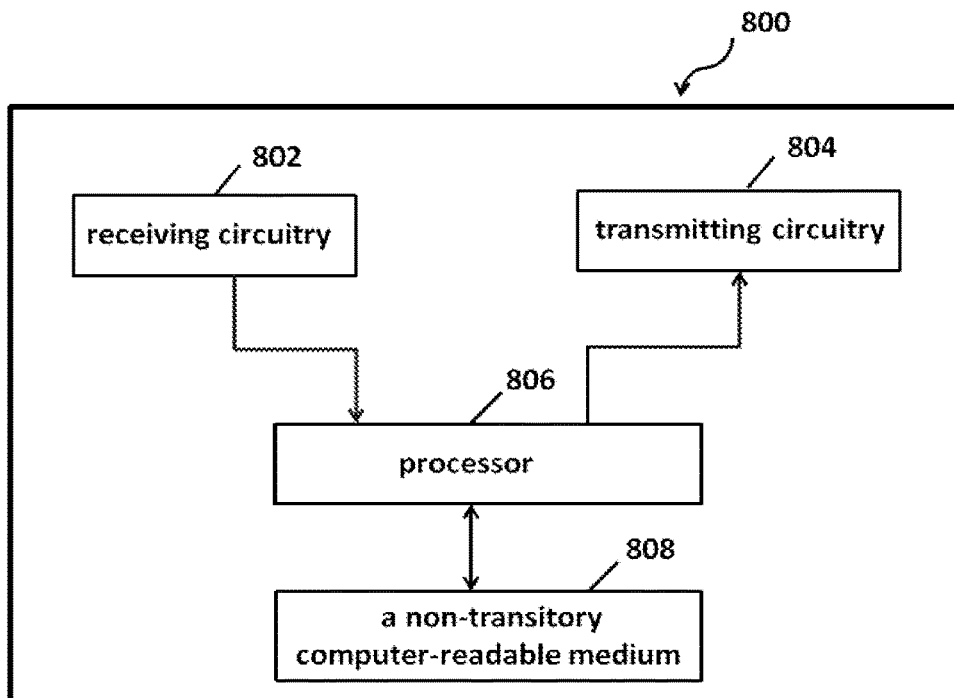 800
802
804
receiving circuitry
transmitting circuitry
806
processor
808
a non-transitory
computer-readable medium